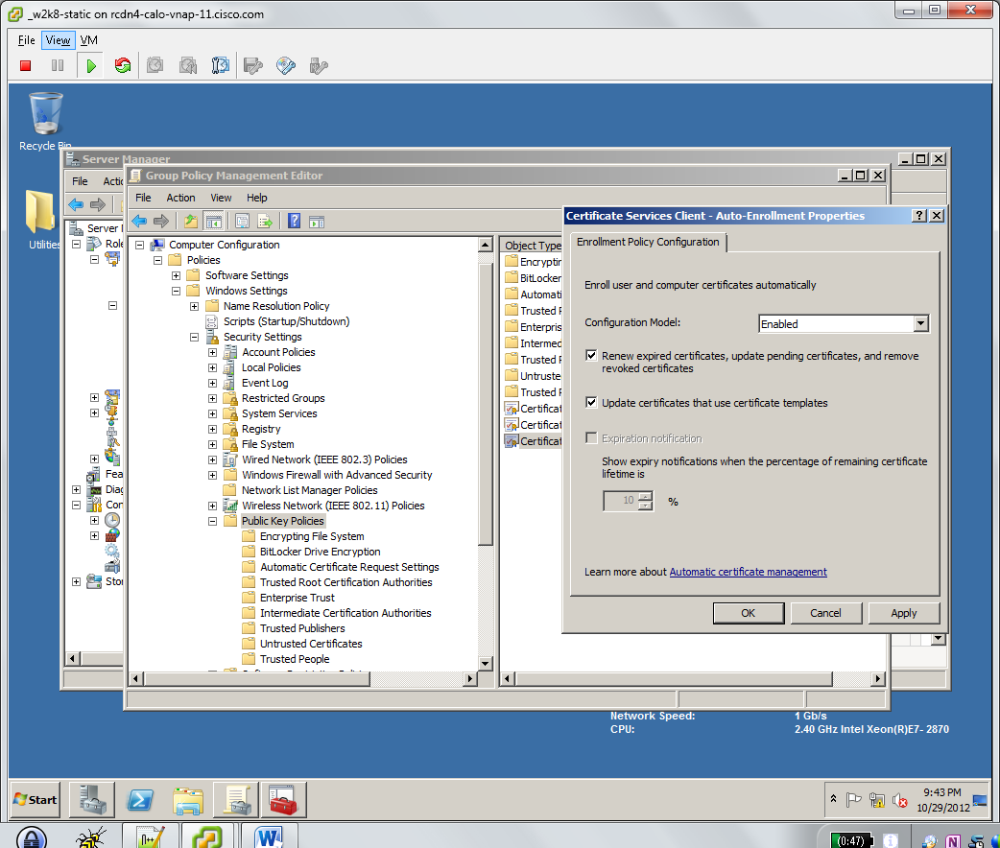 _w2k8-static on rcdn4-calo-vnap-11.cisco.com
File View VM
Recycle Bin
Utilities
Server Manager
File
Server
Group Policy Management Editor
File Action View Help
Computer Configuration
Policies
Software Settings
Windows Settings
Name Resolution Policy
Scripts (Startup/Shutdown)
Security Settings
Account Policies
Local Policies
Event Log
Restricted Groups
System Services
Registry
File System
Wired Network (IEEE 802.3) Policies
Windows Firewall with Advanced Security
Network List Manager Policies
Wireless Network (IEEE 802.11) Policies
Public Key Policies
Encrypting File System
BitLocker Drive Encryption
Automatic Certificate Request Settings
Trusted Root Certification Authorities
Enterprise Trust
Intermediate Certification Authorities
Trusted Publishers
Untrusted Certificates
Trusted People
Object Type
Encryptin
BitLocker
Automati
Trusted F
Enterpris
Intermed
Trusted F
Untruste
Trusted F
Certificat
Certificat
Certificat
Certificate Services Client - Auto-Enrollment Properties
Enrollment Policy Configuration
Enroll user and computer certificates automatically
Configuration Model: Enabled
Renew expired certificates, update pending certificates, and remove
revoked certificates
Update certificates that use certificate templates
Expiration notification
Show expiry notifications when the percentage of remaining certificate
lifetime is
10 %
Learn more about Automatic certificate management
OK Cancel Apply
Network Speed: 1 Gb/s
CPU: 2.40 GHz Intel Xeon(R)E7- 2870
Start
9:43 PM
10/29/2012
(0:47)